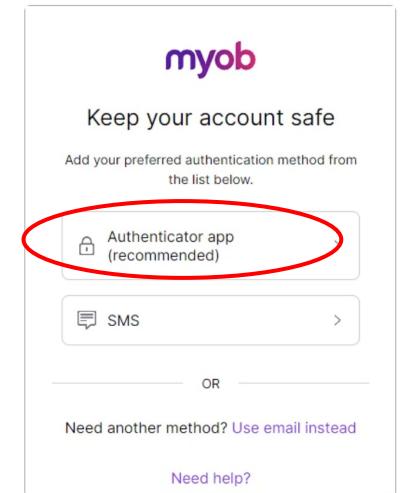 myob
Keep your account safe
Add your preferred authentication method from
the list below.
Authenticator app
(recommended)
SMS
OR
Need another method? Use email instead
Need help?